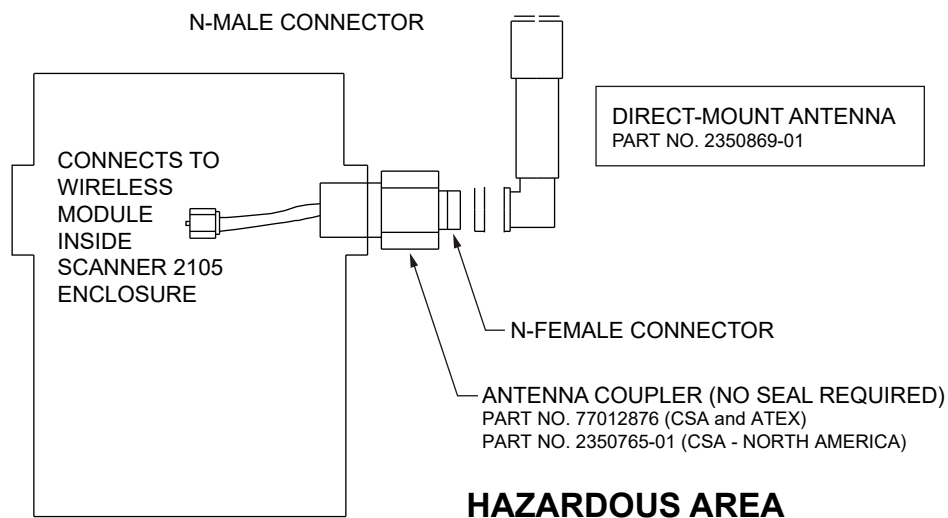 N-MALE CONNECTOR
DIRECT-MOUNT ANTENNA
PART NO. 2350869-01
CONNECTS TO
WIRELESS
MODULE
INSIDE
SCANNER 2105
ENCLOSURE
N-FEMALE CONNECTOR
ANTENNA COUPLER (NO SEAL REQUIRED)
PART NO. 77012876 (CSA and ATEX)
PART NO. 2350765-01 (CSA - NORTH AMERICA)
HAZARDOUS AREA